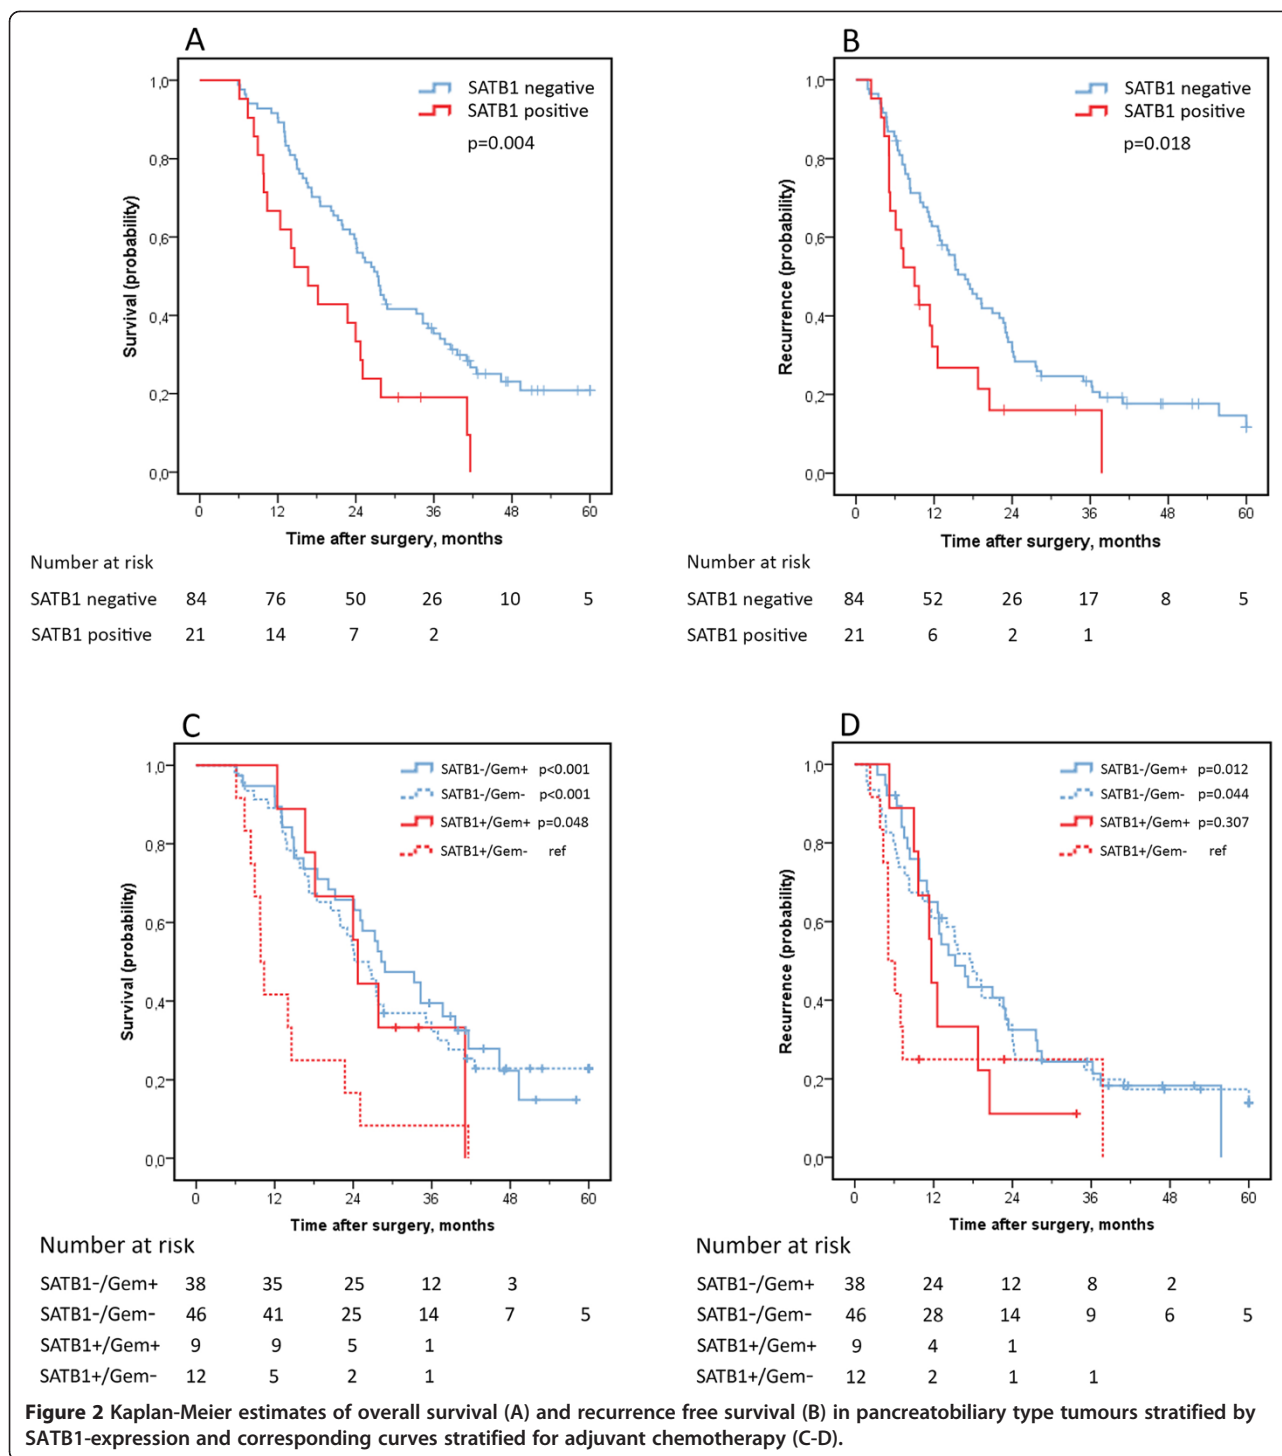 A
SATB1 negative
SATB1 positive
p=0.004
1,0
0,8
0,6
0,4
0,2
0,0
Survival (probability)
0 12 24 36 48 60
Time after surgery, months
Number at risk
SATB1 negative 84 76 50 26 10 5
SATB1 positive 21 14 7 2
B
SATB1 negative
SATB1 positive
p=0.018
1,0
0,8
0,6
0,4
0,2
0,0
Recurrence (probability)
0 12 24 36 48 60
Time after surgery, months
Number at risk
SATB1 negative 84 52 26 17 8 5
SATB1 positive 21 6 2 1
C
SATB1-/Gem+ p<0.001
SATB1-/Gem- p<0.001
SATB1+/Gem+ p=0.048
SATB1+/Gem- ref
1,0
0,8
0,6
0,4
0,2
0,0
Survival (probability)
0 12 24 36 48 60
Time after surgery, months
Number at risk
SATB1-/Gem+ 38 35 25 12 3
SATB1-/Gem- 46 41 25 14 7 5
SATB1+/Gem+ 9 9 5 1
SATB1+/Gem- 12 5 2 1
D
SATB1-/Gem+ p=0.012
SATB1-/Gem- p=0.044
SATB1+/Gem+ p=0.307
SATB1+/Gem- ref
1,0
0,8
0,6
0,4
0,2
0,0
Recurrence (probability)
0 12 24 36 48 60
Time after surgery, months
Number at risk
SATB1-/Gem+ 38 24 12 8 2
SATB1-/Gem- 46 28 14 9 6 5
SATB1+/Gem+ 9 4 1
SATB1+/Gem- 12 2 1 1
Figure 2 Kaplan-Meier estimates of overall survival (A) and recurrence free survival (B) in pancreatobiliary type tumours stratified by
SATB1-expression and corresponding curves stratified for adjuvant chemotherapy (C-D).